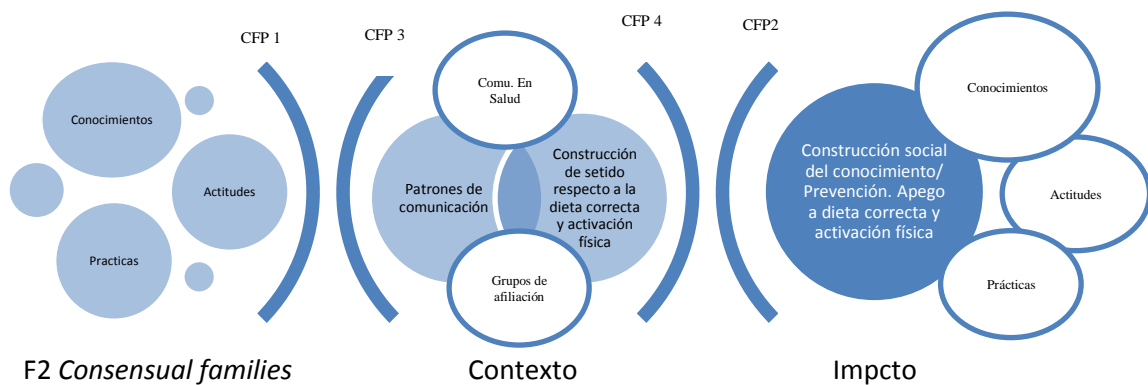 CFP 1
CFP 3
CFP 4
CFP2
Conocimientos
Actitudes
Practicas
Comu. En
Salud
Patrones de
comunicación
Construcción
de setido
respecto a la
dieta correcta
y activación
física
Grupos de
afiliación
Construcción social
del conocimiento/
Prevención. Apego
a dieta correcta y
activación física
Conocimientos
Actitudes
Prácticas
F2 Consensual families
Contexto
Impcto